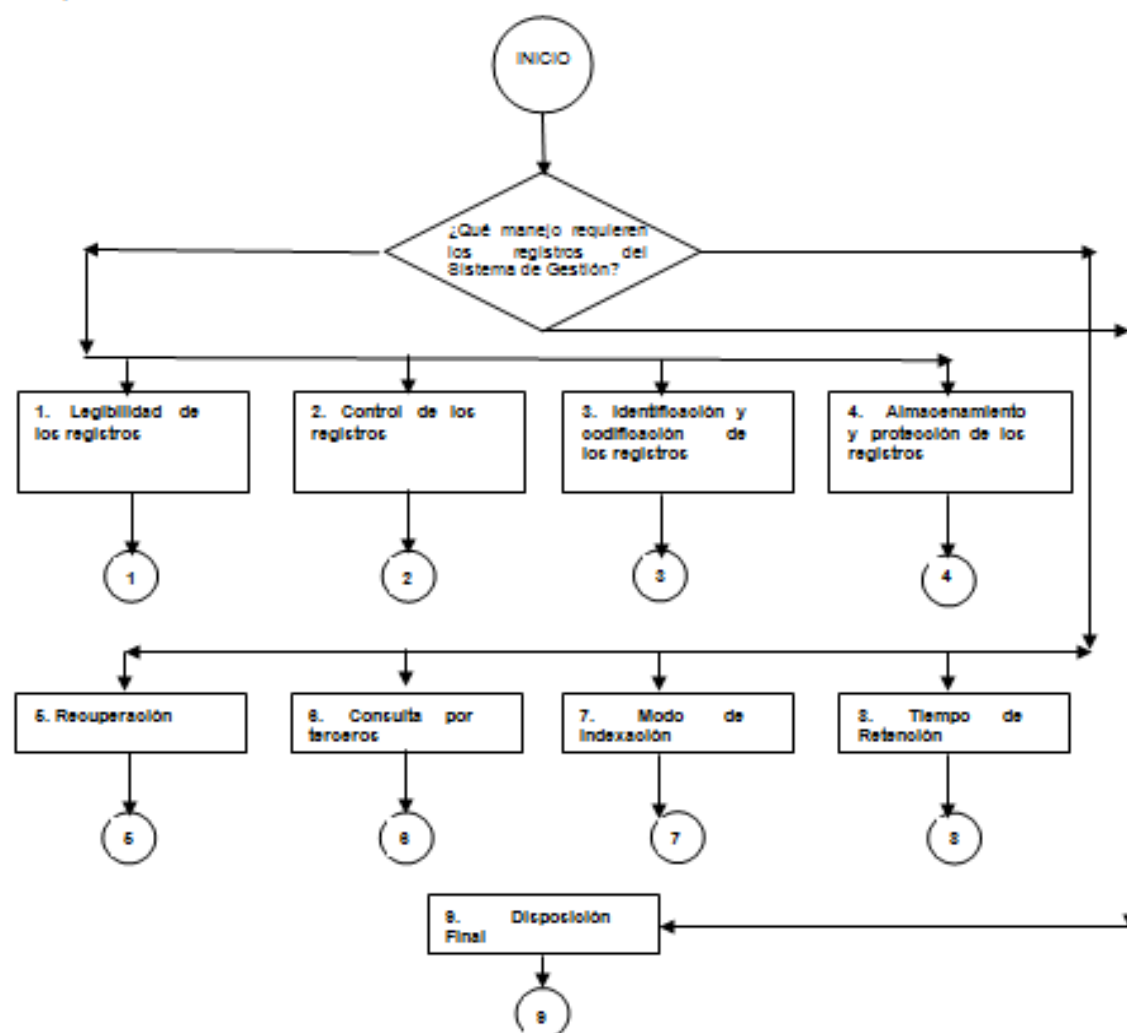 INICIO
¿Qué manejo requieren
los registros del
Sistema de Gestión?
1. Legibilidad de
los registros
2. Control de los
registros
3. Identificación y
codificación de
los registros
4. Almacenamiento
y protección de los
registros
1
2
3
4
5. Recuperación
6. Consulta por
terceros
7. Modo de
Indexación
8. Tiempo de
Retención
5
6
7
8
9. Disposición
Final
9